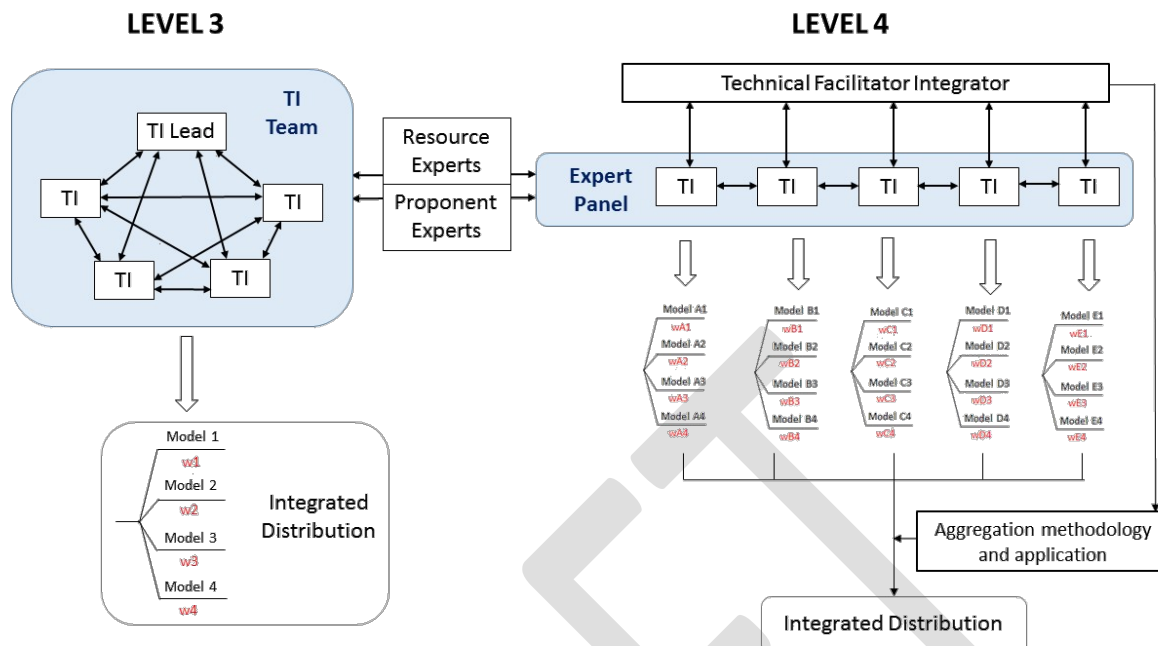 LEVEL 3
TI
Team
TI Lead
TI
TI
TI
TI
Model 1
w1
Model 2
w2
Model 3
w3
Model 4
w4
Integrated
Distribution
Resource
Experts
Proponent
Experts
LEVEL 4
Technical Facilitator Integrator
Expert
Panel
TI
TI
TI
TI
TI
Model A1
wA1
Model A2
wA2
Model A3
wA3
Model A4
wA4
Model B1
wB1
Model B2
wB2
Model B3
wB3
Model B4
wB4
Model C1
wC1
Model C2
wC2
Model C3
wC3
Model C4
wC4
Model D1
wD1
Model D2
wD2
Model D3
wD3
Model D4
wD4
Model E1
wE1
Model E2
wE2
Model E3
wE3
Model E4
wE4
Aggregation methodology
and application
Integrated Distribution